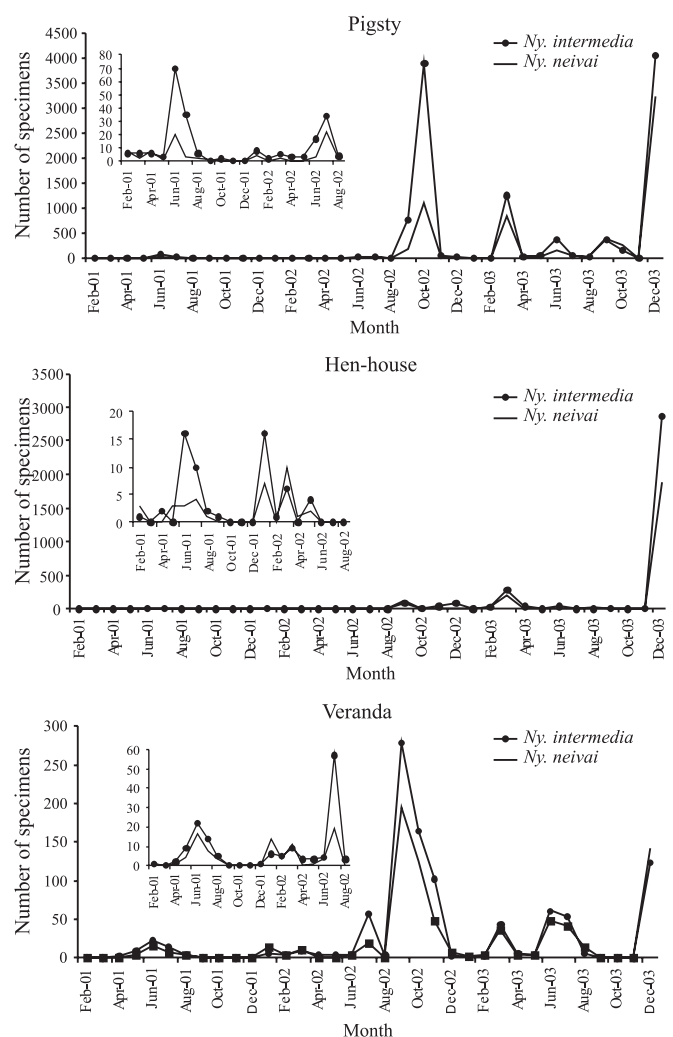 Pigsty
Number of specimens
4500
4000
3500
3000
2500
2000
1500
1000
500
0
Ny. intermedia
Ny. neivai
80
70
60
50
40
30
20
10
0
Feb-01 Apr-01 Jun-01 Aug-01 Oct-01 Dec-01 Feb-02 Apr-02 Jun-02 Aug-02
Feb-01 Apr-01 Jun-01 Aug-01 Oct-01 Dec-01 Feb-02 Apr-02 Jun-02 Aug-02 Oct-02 Dec-02 Feb-03 Apr-03 Jun-03 Aug-03 Oct-03 Dec-03
Month
Hen-house
Number of specimens
3500
3000
2500
2000
1500
1000
500
0
Ny. intermedia
Ny. neivai
20
15
10
5
0
Feb-01 Apr-01 Jun-01 Aug-01 Oct-01 Dec-01 Feb-02 Apr-02 Jun-02 Aug-02
Feb-01 Apr-01 Jun-01 Aug-01 Oct-01 Dec-01 Feb-02 Apr-02 Jun-02 Aug-02 Oct-02 Dec-02 Feb-03 Apr-03 Jun-03 Aug-03 Oct-03 Dec-03
Month
Veranda
Number of specimens
300
250
200
150
100
50
0
Ny. intermedia
Ny. neivai
60
50
40
30
20
10
0
Feb-01 Apr-01 Jun-01 Aug-01 Oct-01 Dec-01 Feb-02 Apr-02 Jun-02 Aug-02
Feb-01 Apr-01 Jun-01 Aug-01 Oct-01 Dec-01 Feb-02 Apr-02 Jun-02 Aug-02 Oct-02 Dec-02 Feb-03 Apr-03 Jun-03 Aug-03 Oct-03 Dec-03
Month